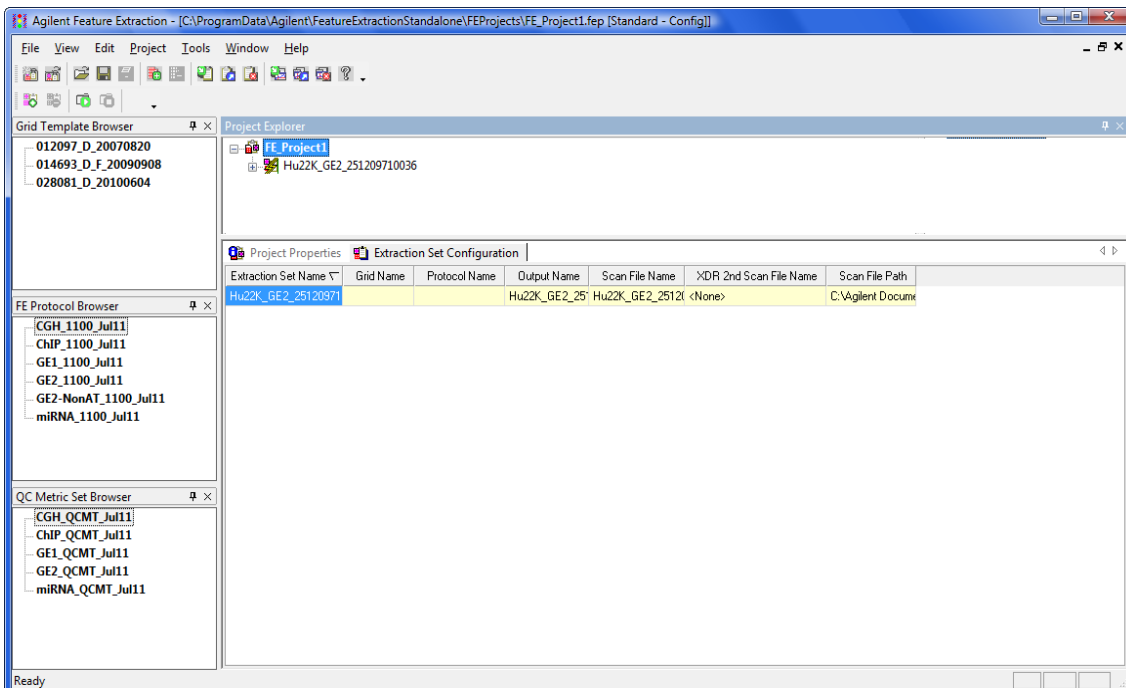 Agilent Feature Extraction - [C:\ProgramData\Agilent\FeatureExtractionStandalone\FEProjects\FE_Project1.fep [Standard - Config]]
File View Edit Project Tools Window Help
Grid Template Browser
012097_D_20070820
014693_D_F_20090908
028081_D_20100604
FE Protocol Browser
CGH_1100_Jul11
ChIP_1100_Jul11
GE1_1100_Jul11
GE2_1100_Jul11
GE2-NonAT_1100_Jul11
miRNA_1100_Jul11
QC Metric Set Browser
CGH_QCMT_Jul11
ChIP_QCMT_Jul11
GE1_QCMT_Jul11
GE2_QCMT_Jul11
miRNA_QCMT_Jul11
Project Explorer
FE_Project1
Hu22K_GE2_251209710036
Project Properties Extraction Set Configuration
Extraction Set Name Grid Name Protocol Name Output Name Scan File Name XDR 2nd Scan File Name Scan File Path
Hu22K_GE2_25120971 Hu22K_GE2_25 Hu22K_GE2_2512 <None> C:\Agilent Docume
Ready